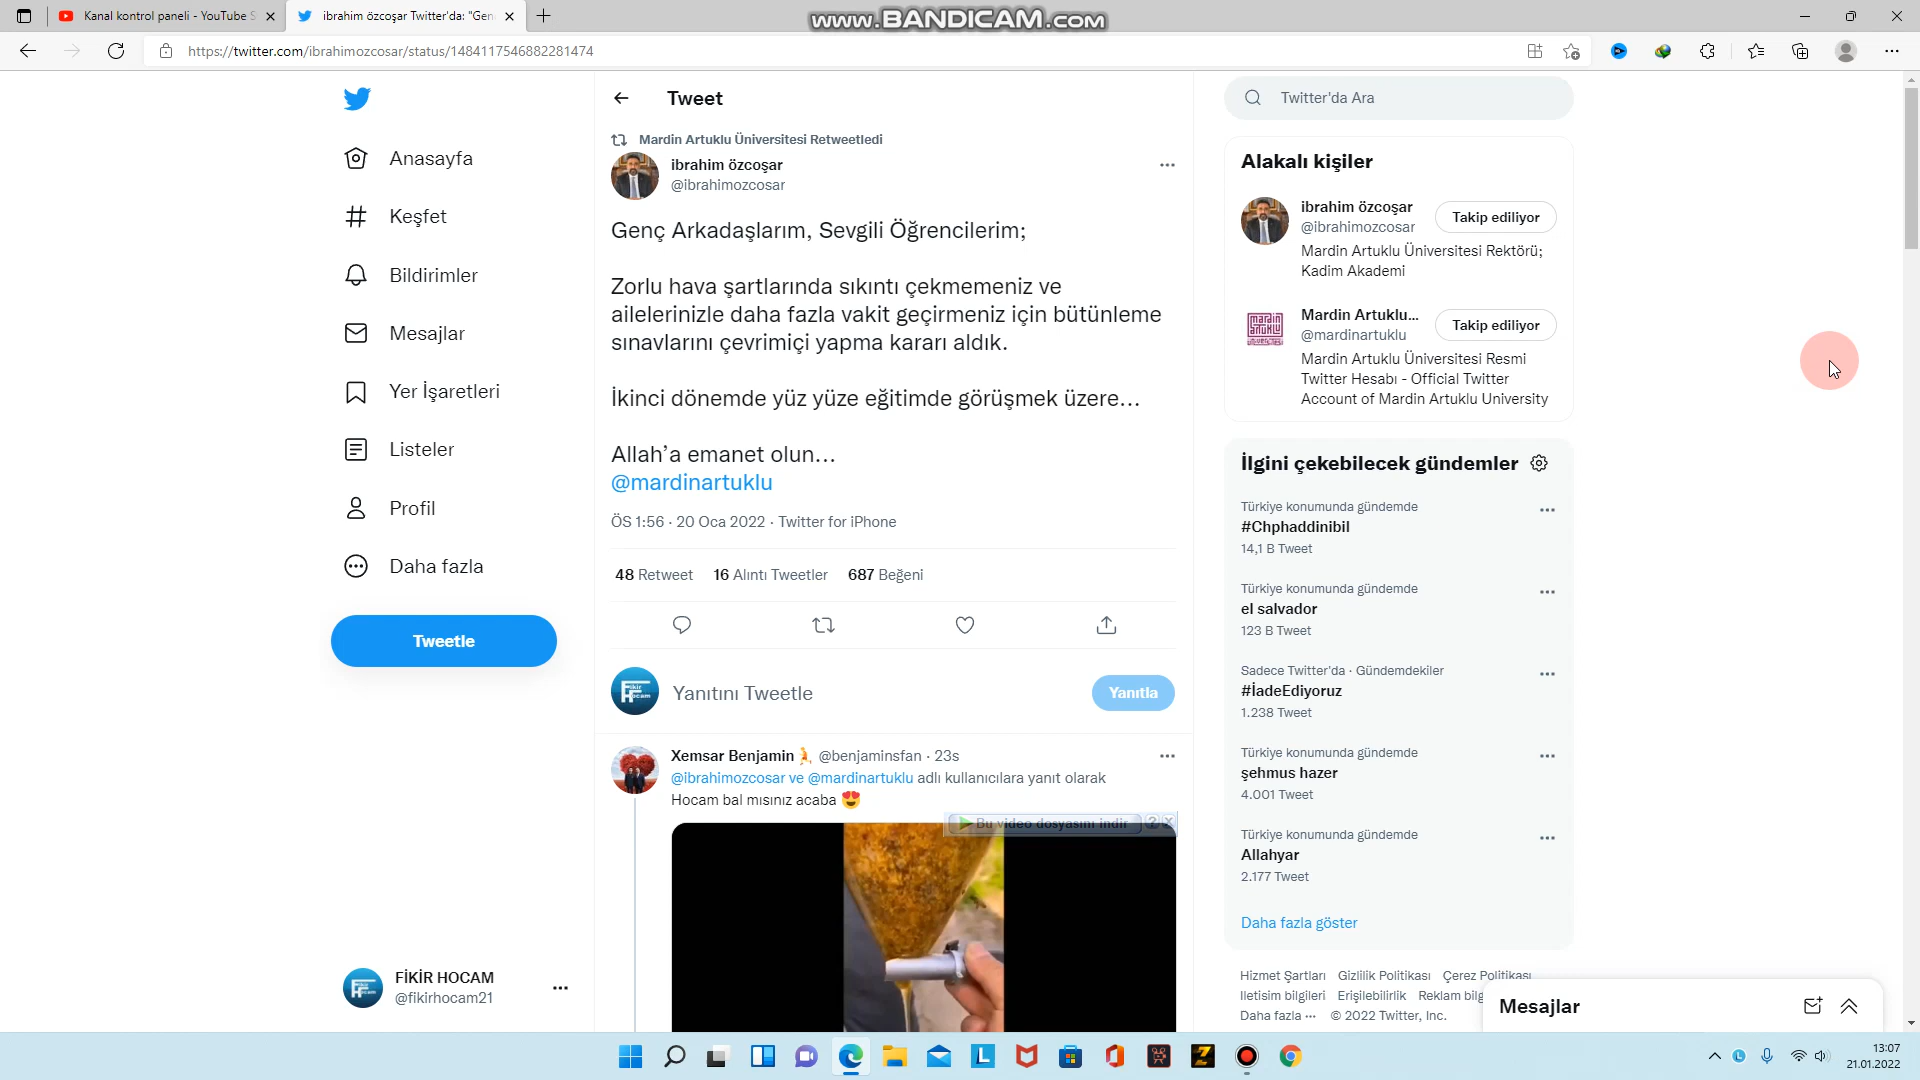 www.BANDICAM.com
Kanal kontrol paneli - YouTube S
ibrahim özcoşar Twitter'da: "Gen
https://twitter.com/ibrahimozcosar/status/1484117546882281474
Anasayfa
Keşfet
Bildirimler
Mesajlar
Yer İşaretleri
Listeler
Profil
Daha fazla
Tweetle
FİKİR HOCAM
@fikirhocam21
Tweet
Mardin Artuklu Üniversitesi Retweetledi
ibrahim özcoşar
@ibrahimozcosar
Genç Arkadaşlarım, Sevgili Öğrencilerim;
Zorlu hava şartlarında sıkıntı çekmemeniz ve
ailelerinizle daha fazla vakit geçirmeniz için bütünleme
sınavlarını çevrimiçi yapma kararı aldık.
İkinci dönemde yüz yüze eğitimde görüşmek üzere...
Allah’a emanet olun...
@mardinartuklu
ÖS 1:56 · 20 Oca 2022 · Twitter for iPhone
48 Retweet 16 Alıntı Tweetler 687 Beğeni
Fikir Hocam
Yanıtını Tweetle
Yanıtla
Xemsar Benjamin @benjaminsfan · 23s
@ibrahimozcosar ve @mardinartuklu adlı kullanıcılara yanıt olarak
Hocam bal mısınız acaba 😍
Bu video dosyasını indir
Twitter'da Ara
Alakalı kişiler
ibrahim özcoşar
@ibrahimozcosar
Takip ediliyor
Mardin Artuklu Üniversitesi Rektörü;
Kadim Akademi
Mardin Artuklu...
@mardinartuklu
Takip ediliyor
Mardin Artuklu Üniversitesi Resmi
Twitter Hesabı - Official Twitter
Account of Mardin Artuklu University
İlgini çekebilecek gündemler
Türkiye konumunda gündemde
#Chphaddinibil
14,1 B Tweet
Türkiye konumunda gündemde
el salvador
123 B Tweet
Sadece Twitter'da · Gündemdekiler
#İadeEdiyoruz
1.238 Tweet
Türkiye konumunda gündemde
şehmus hazer
4.001 Tweet
Türkiye konumunda gündemde
Allahyar
2.177 Tweet
Daha fazla göster
Hizmet Şartları Gizlilik Politikası Çerez Politikası
Iletisim bilgileri Erişilebilirlik Reklam bilg
Daha fazla ··· © 2022 Twitter, Inc.
Mesajlar
13:07
21.01.2022